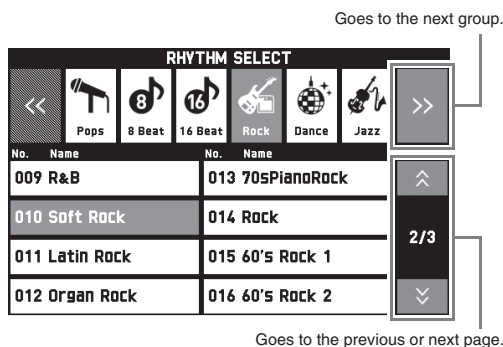 Goes to the next group.
RHYTHM SELECT
<< Pops 8 8 Beat 16 16 Beat Rock Dance Jazz >>
No. Name No. Name
009 R&B 013 70sPianoRock
010 Soft Rock 014 Rock
011 Latin Rock 015 60's Rock 1
012 Organ Rock 016 60's Rock 2
2/3
Goes to the previous or next page.